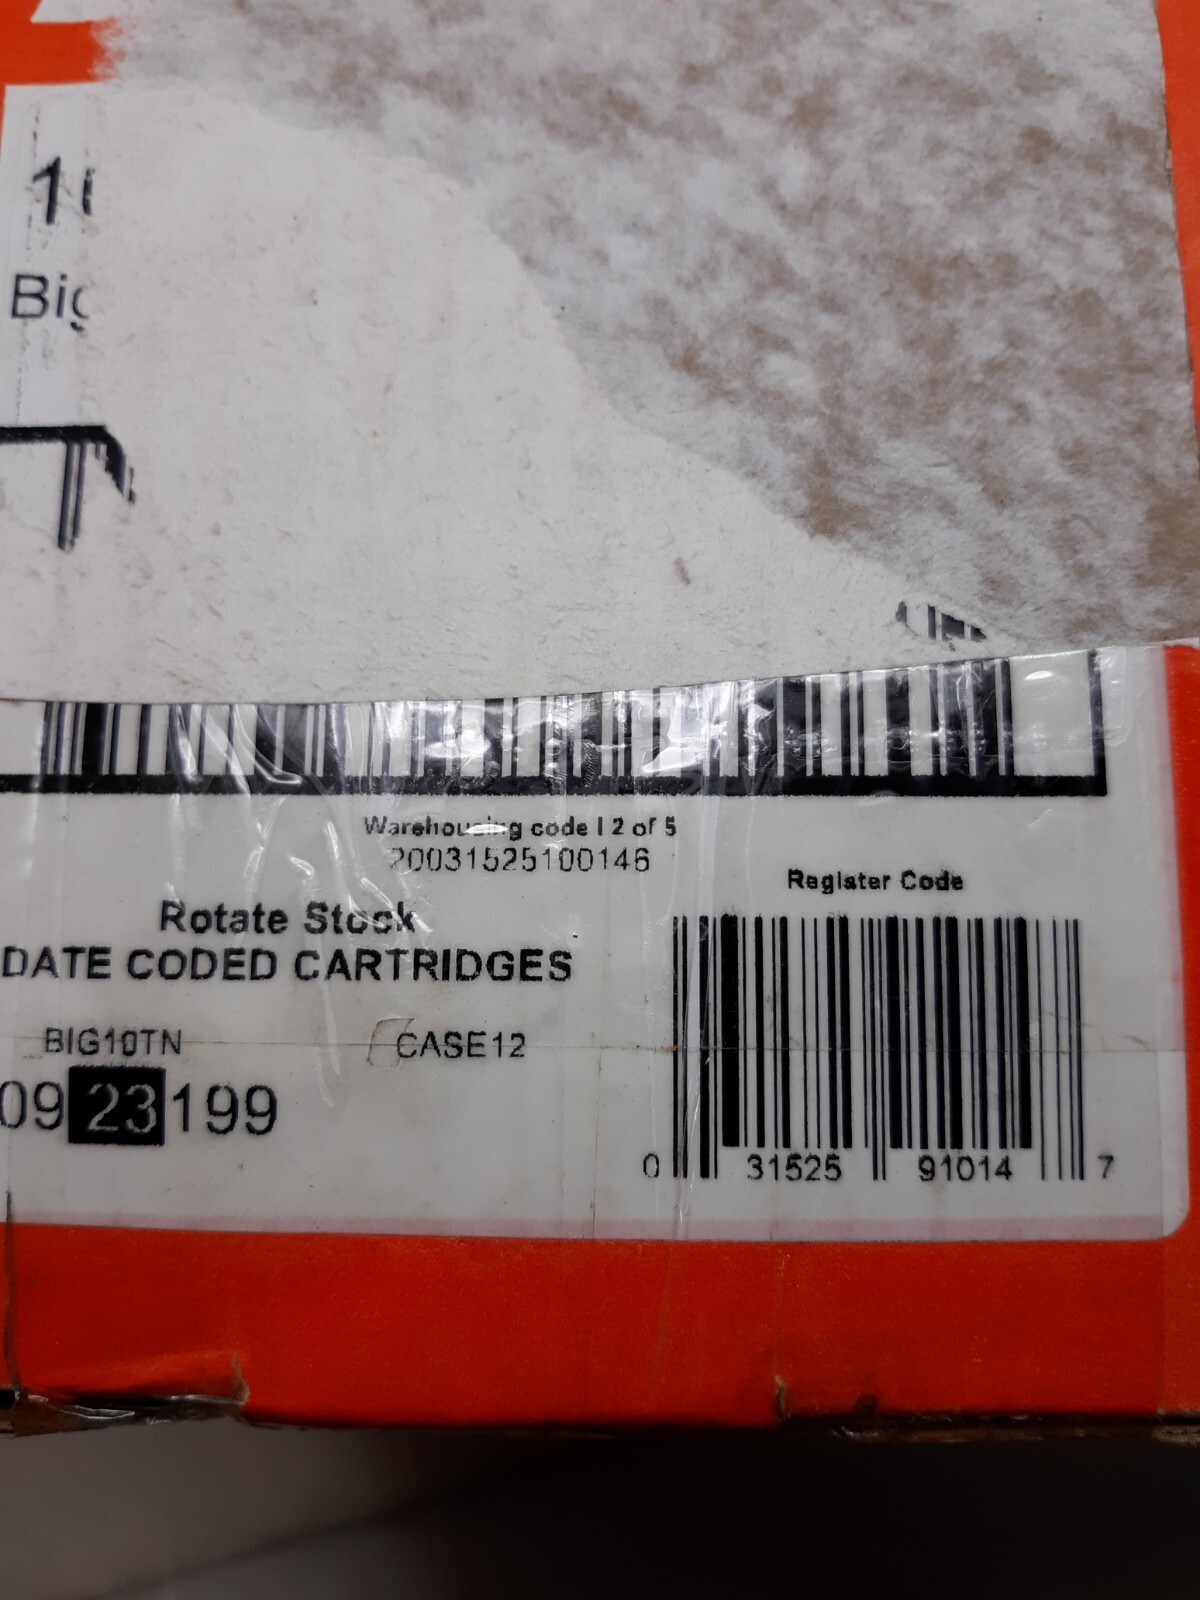 Warehousing code I 2 of 5
20031525100146
Register Code
Rotate Stock
DATE CODED CARTRIDGES
BIG10TN
CASE12
09 23 199
0 31525 91014 7